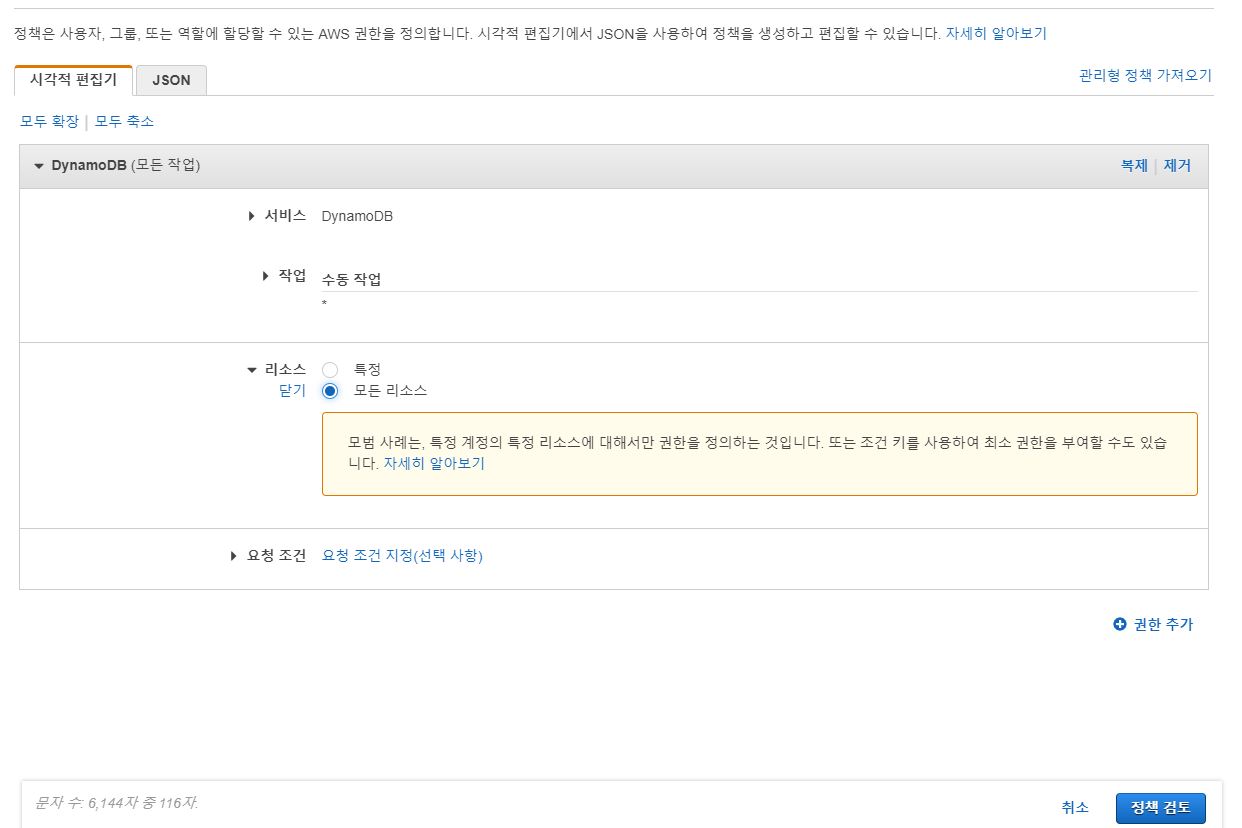 정책은 사용자, 그룹, 또는 역할에 할당할 수 있는 AWS 권한을 정의합니다. 시각적 편집기에서 JSON을 사용하여 정책을 생성하고 편집할 수 있습니다. 자세히 알아보기
시각적 편집기 JSON 관리형 정책 가져오기
모두 확장 | 모두 축소
DynamoDB (모든 작업) 복제 | 제거
서비스 DynamoDB
작업 수동 작업
*
리소스 특정
닫기 모든 리소스
모범 사례는, 특정 계정의 특정 리소스에 대해서만 권한을 정의하는 것입니다. 또는 조건 키를 사용하여 최소 권한을 부여할 수도 있습
니다. 자세히 알아보기
요청 조건 요청 조건 지정(선택 사항)
권한 추가
문자 수: 6,144자 중 116자.
취소 정책 검토